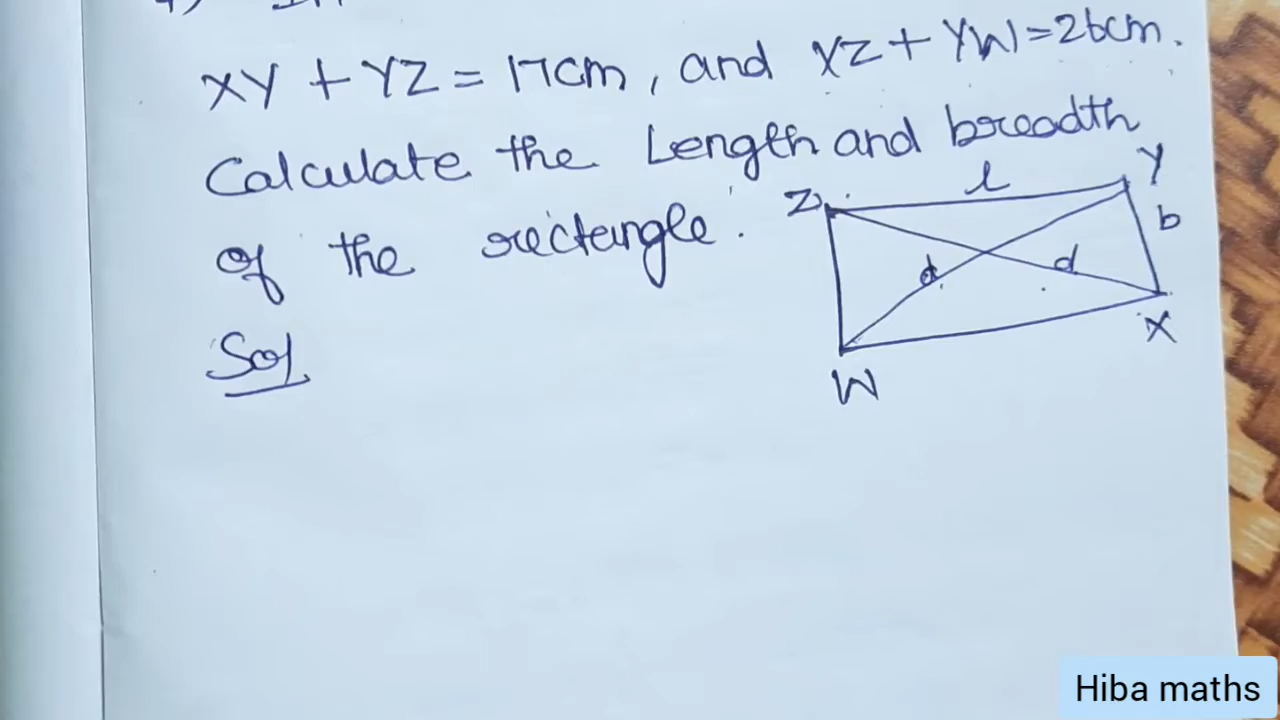 XY + YZ = 17cm, and XZ + YW = 26cm.
Calculate the Length and breadth
of the rectangle.
Z
l
Y
b
d
d
X
W
Sol
Hiba maths